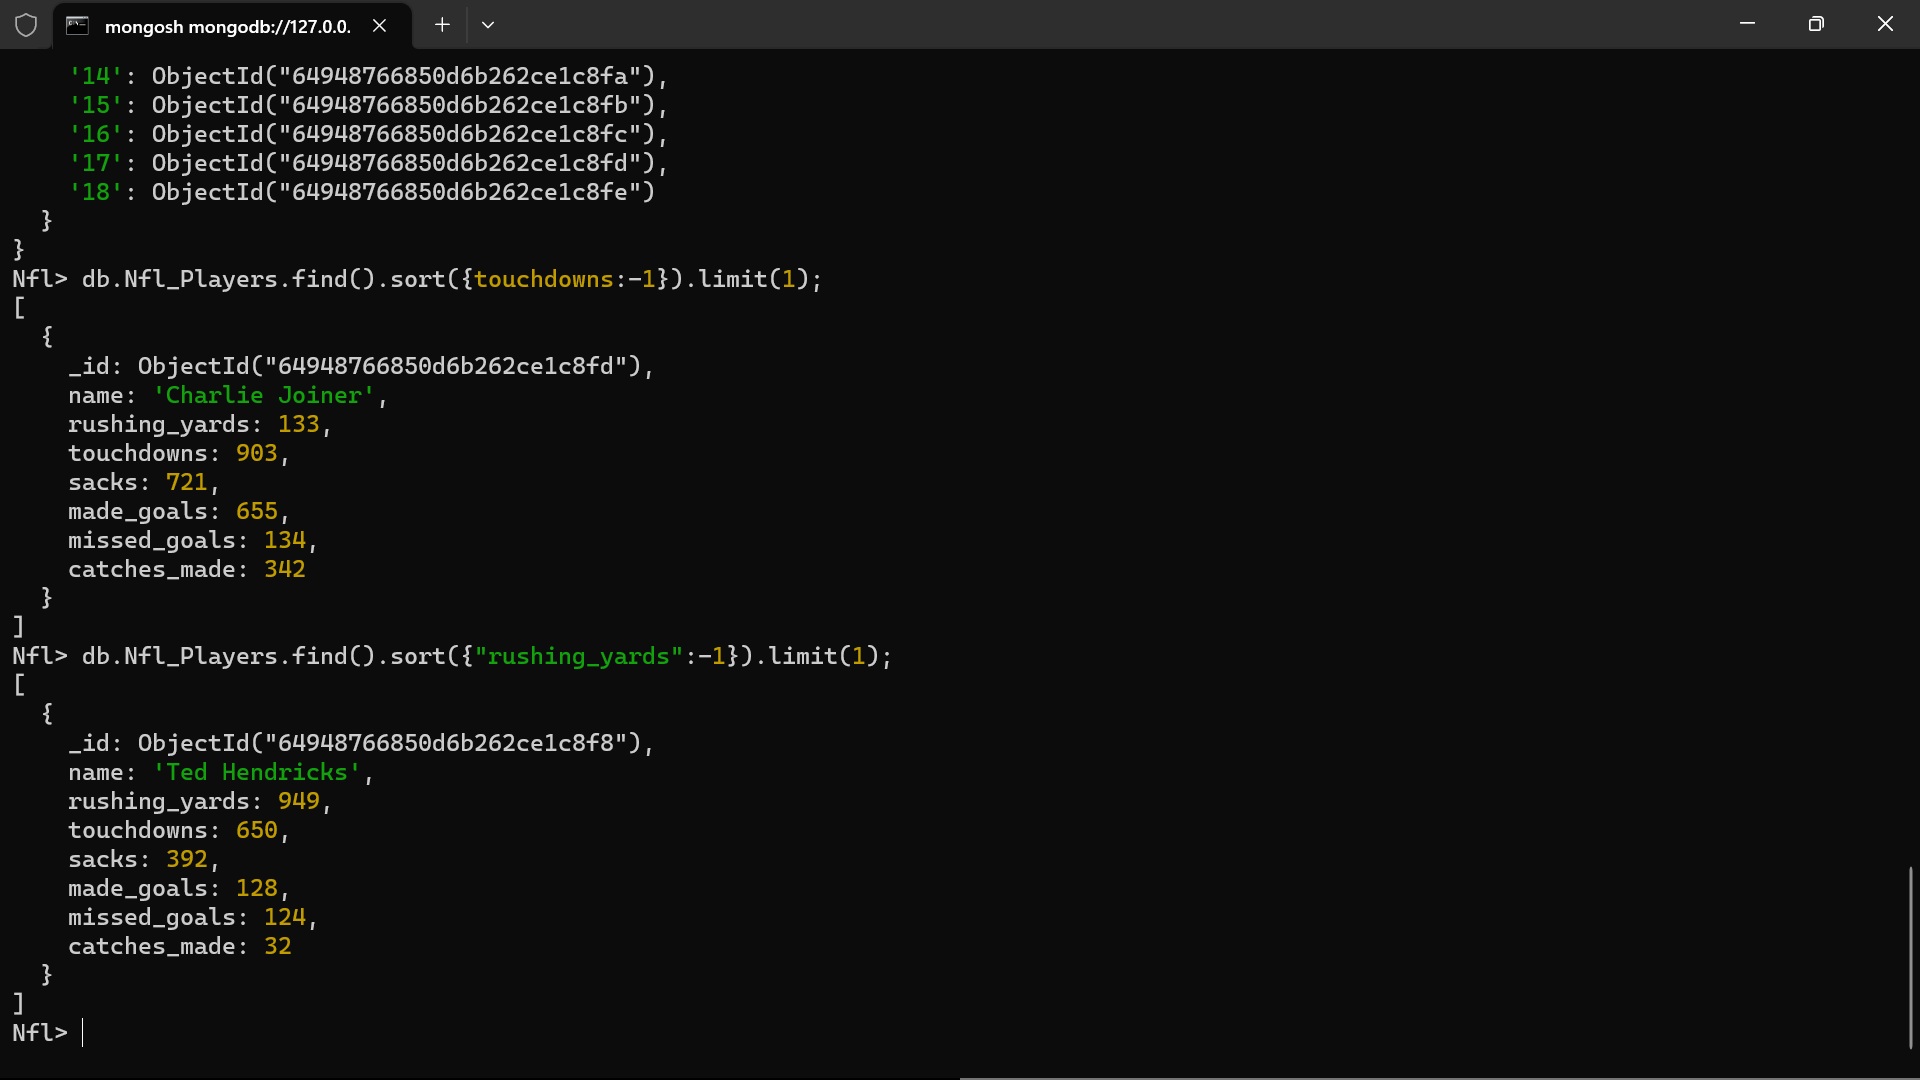 mongosh mongodb://127.0.0.
'14': ObjectId("64948766850d6b262ce1c8fa"),
'15': ObjectId("64948766850d6b262ce1c8fb"),
'16': ObjectId("64948766850d6b262ce1c8fc"),
'17': ObjectId("64948766850d6b262ce1c8fd"),
'18': ObjectId("64948766850d6b262ce1c8fe")
}
}
Nfl> db.Nfl_Players.find().sort({touchdowns:-1}).limit(1);
[
{
_id: ObjectId("64948766850d6b262ce1c8fd"),
name: 'Charlie Joiner',
rushing_yards: 133,
touchdowns: 903,
sacks: 721,
made_goals: 655,
missed_goals: 134,
catches_made: 342
}
]
Nfl> db.Nfl_Players.find().sort({"rushing_yards":-1}).limit(1);
[
{
_id: ObjectId("64948766850d6b262ce1c8f8"),
name: 'Ted Hendricks',
rushing_yards: 949,
touchdowns: 650,
sacks: 392,
made_goals: 128,
missed_goals: 124,
catches_made: 32
}
]
Nfl>